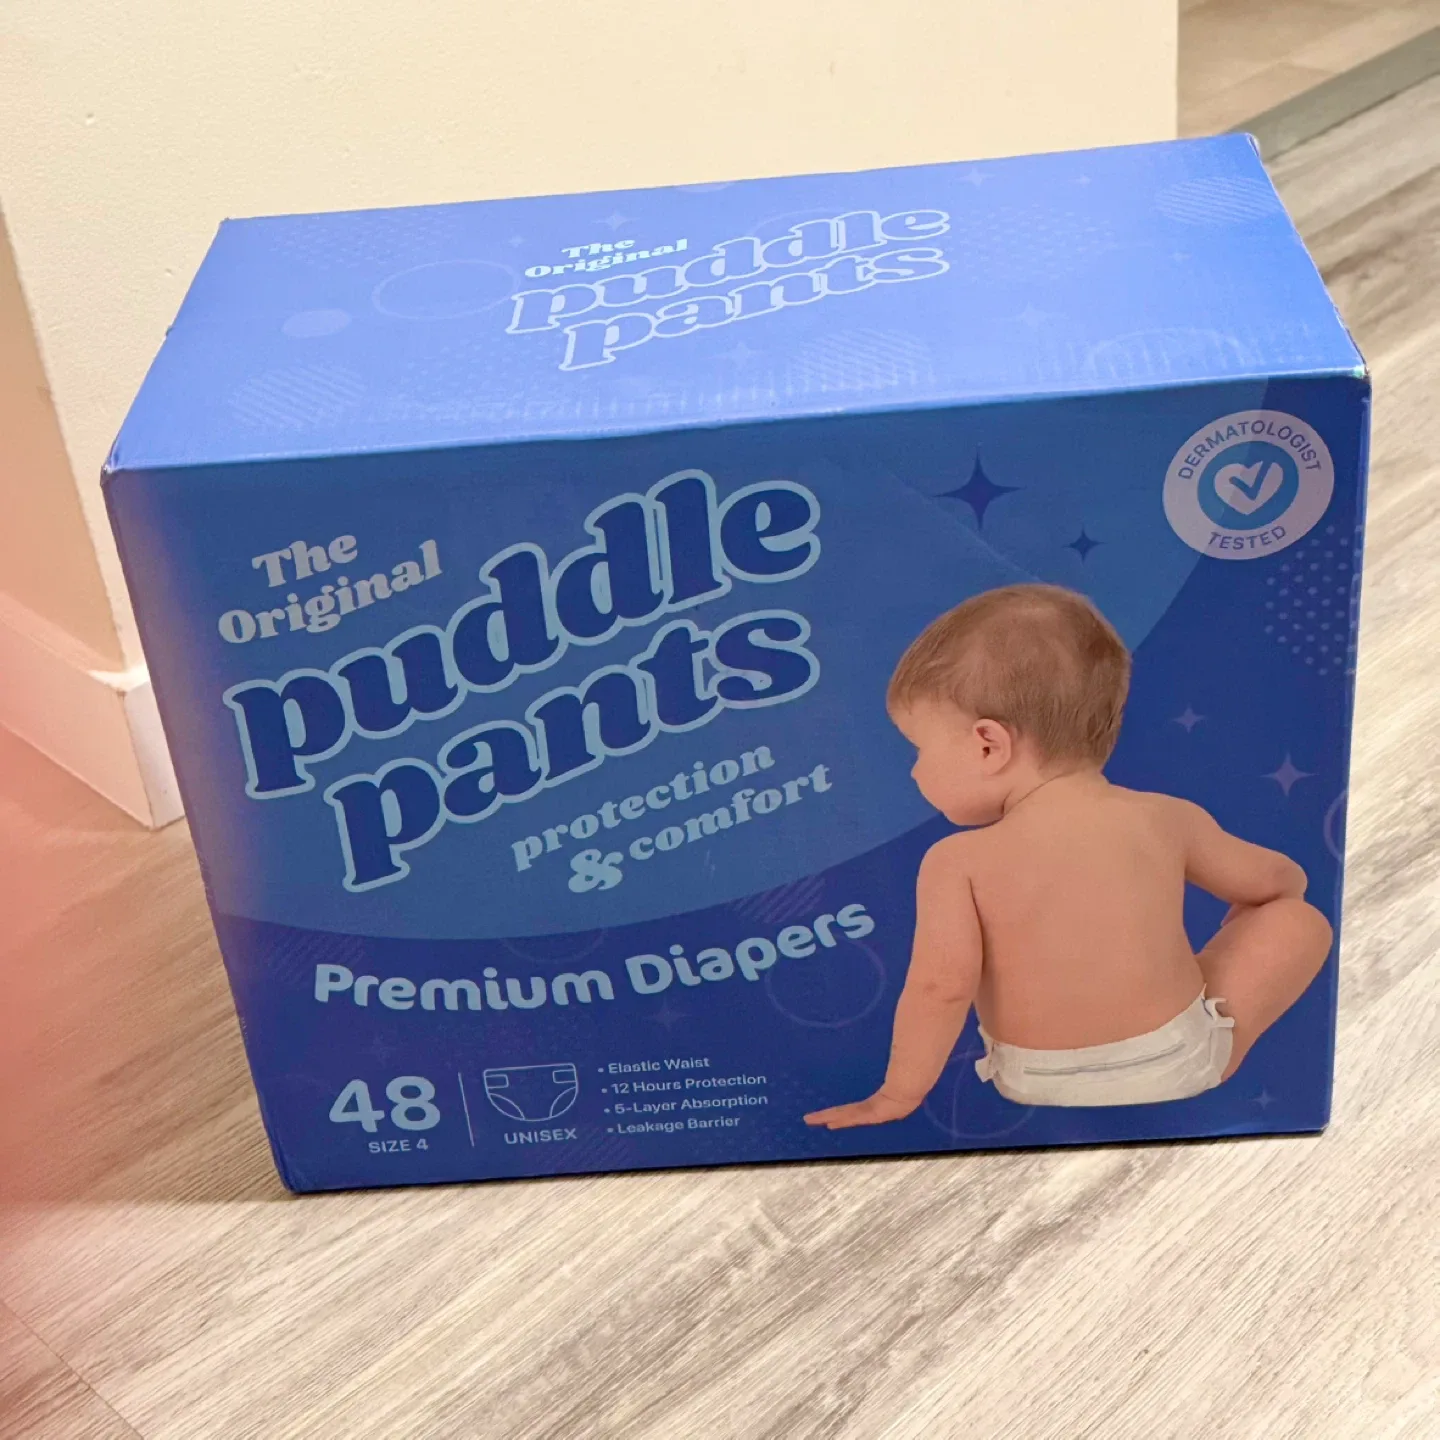 The
Original
puddle
pants
The
Original
puddle
pants
protection
& comfort
DERMATOLOGIST
TESTED
Premium Diapers
48
SIZE 4
UNISEX
• Elastic Waist
• 12 Hours Protection
• 5-Layer Absorption
• Leakage Barrier